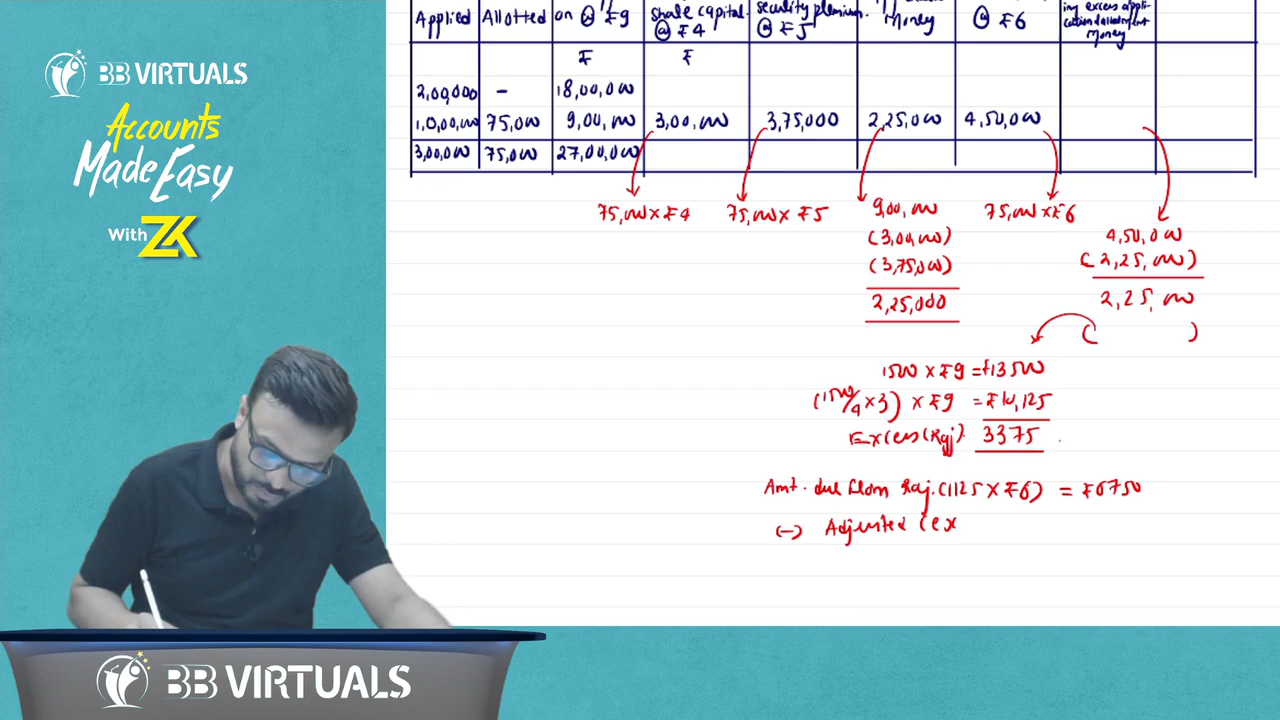 BB VIRTUALS
Accounts
Made Easy
With ZK
Applied Allotted on @ ₹9 share capital @ ₹4 security premium @ ₹5 Money @ ₹6 ing excess appli-cation & allotment Money
₹ ₹
2,00,000 - 18,00,000
1,00,000 75,000 9,00,000 3,00,000 3,75,000 2,25,000 4,50,000
3,00,000 75,000 27,00,000
75,000 x ₹4 75,000 x ₹5 9,00,000 75,000 x ₹6
(3,00,000) 4,50,000
(3,75,000) (2,25,000)
2,25,000 2,25,000
( )
1500 x ₹9 = ₹13500
(1500/4 x 3) x ₹9 = ₹10,125
Excess (Raj) 3375
Amt. due from Raj. (1125 x ₹6) = ₹6750
(-) Adjusted (ex
BB VIRTUALS